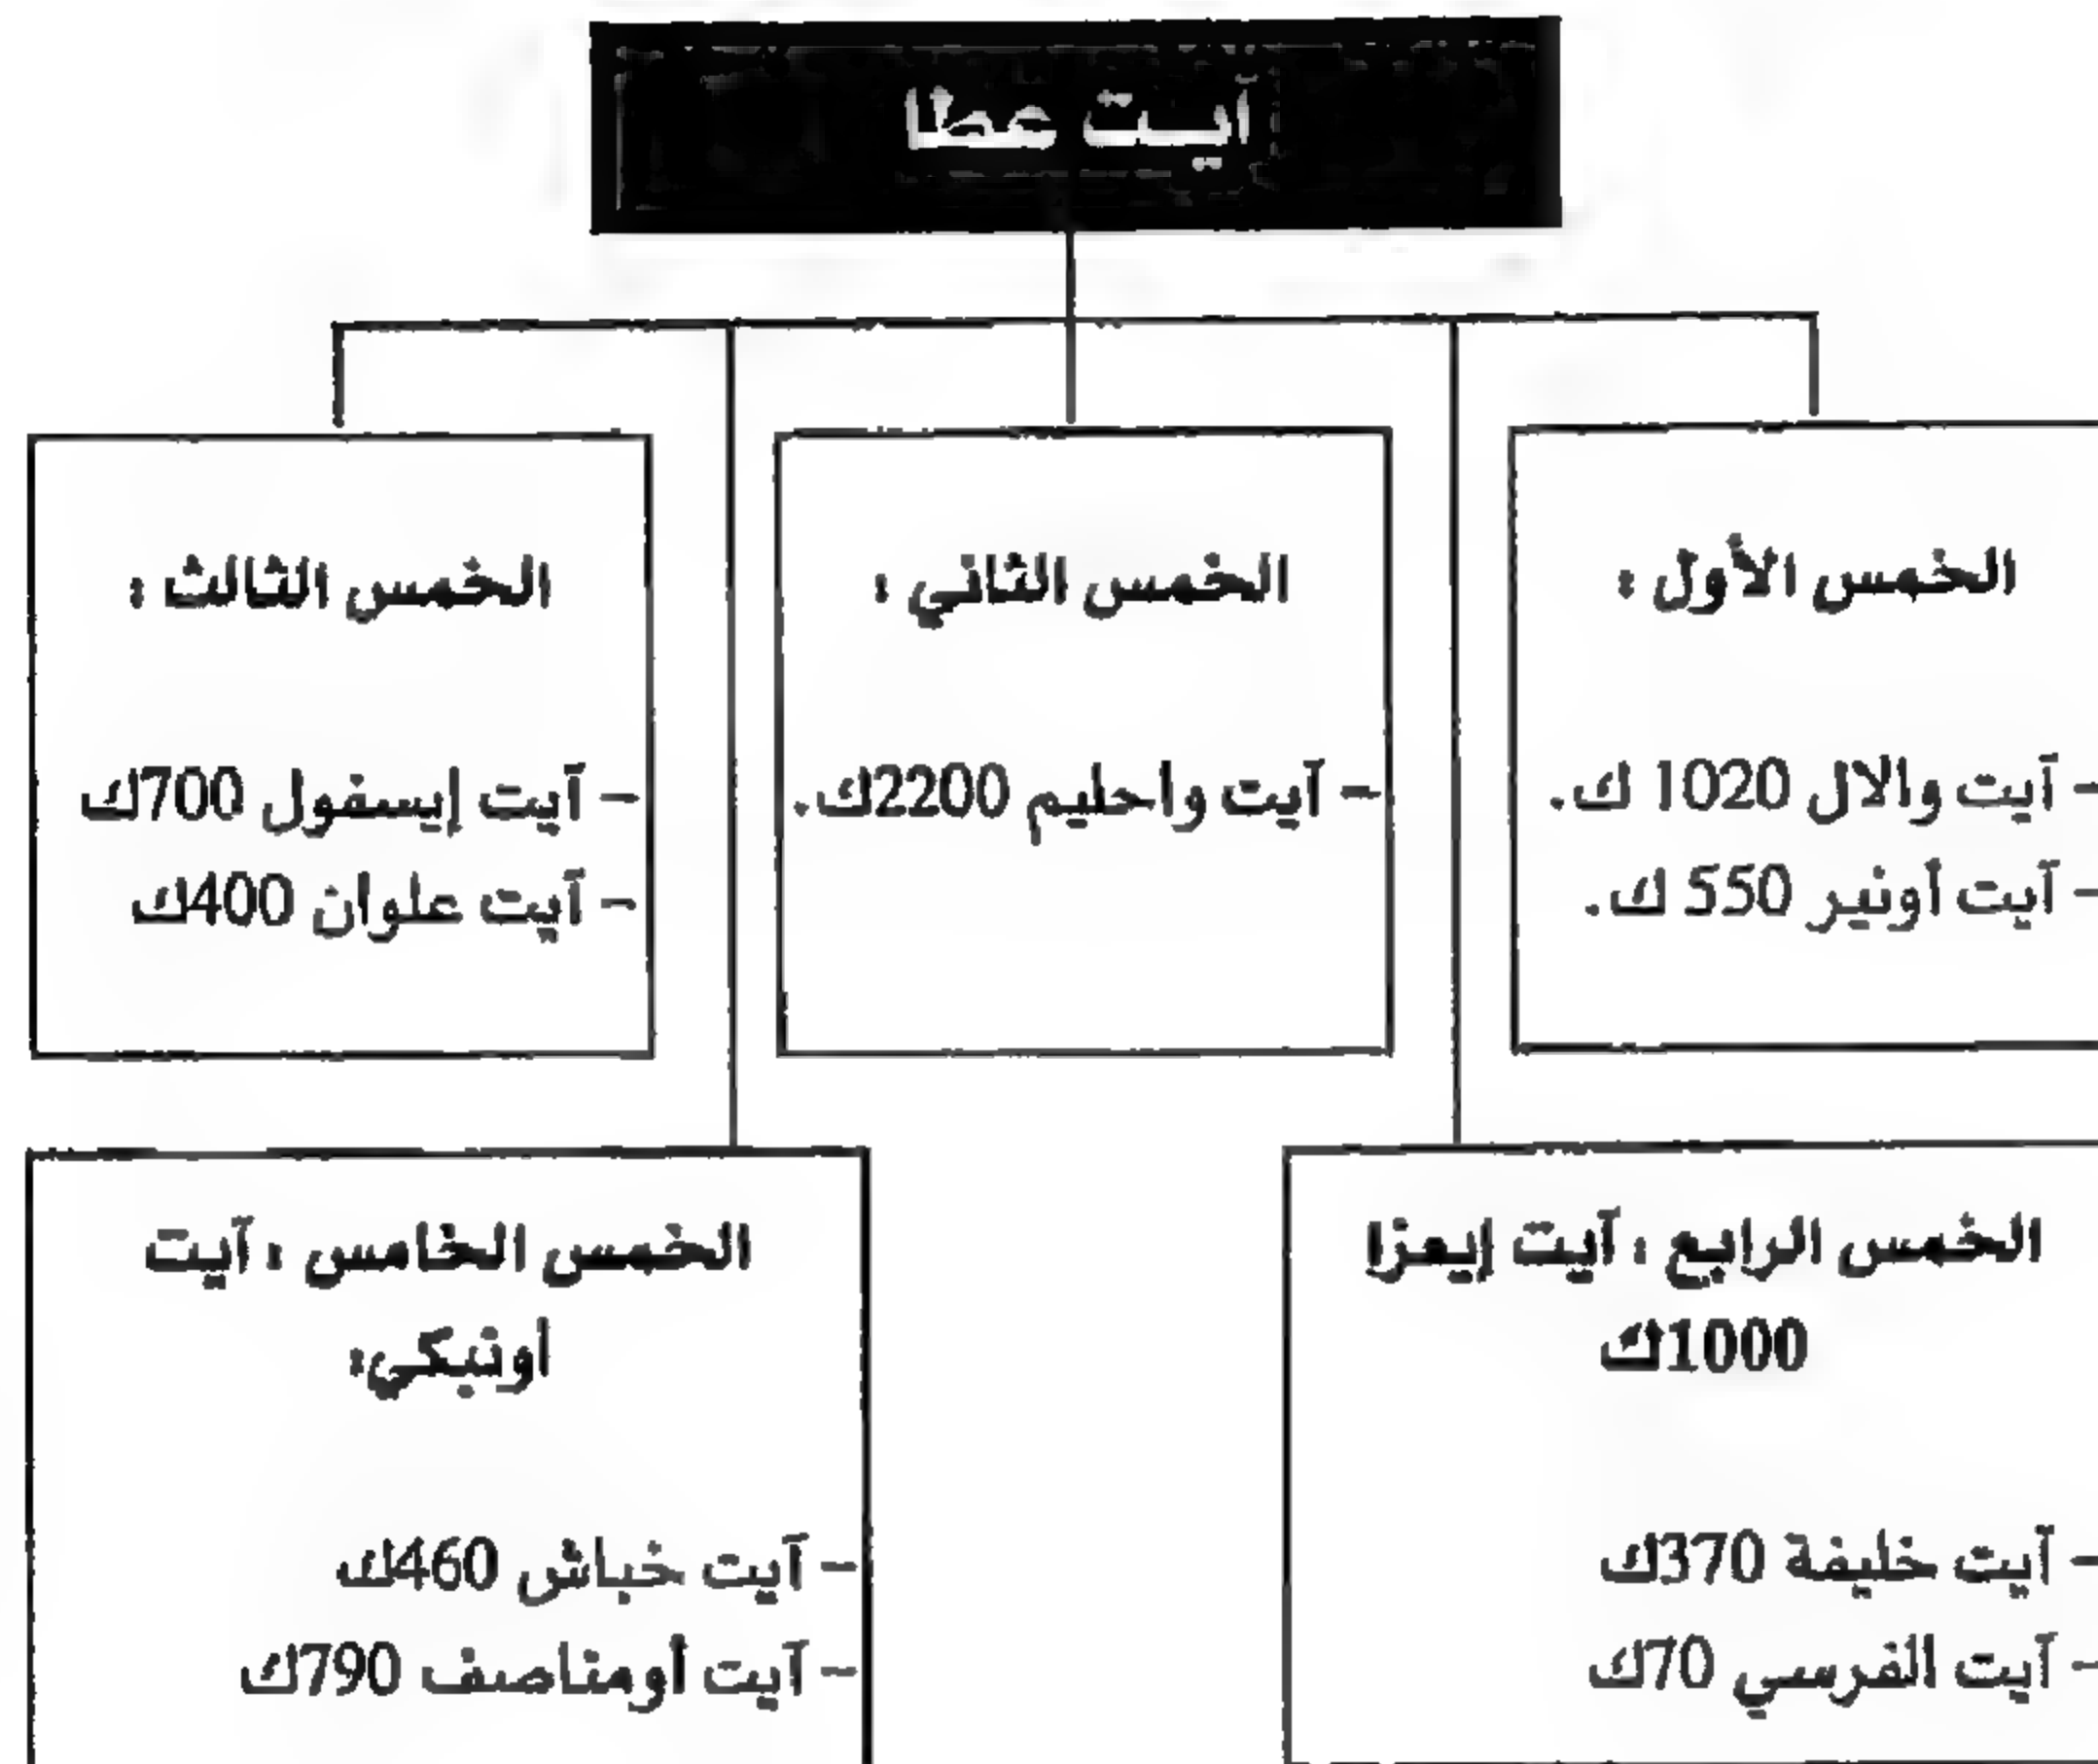 آيت عطا
الخمس الأول :
- آيت والال 1020 ك.
- آيت أونير 550 ك.
الخمس الثاني :
- آيت واحليم 2200ك.
الخمس الثالث :
- آيت إيسفول 700ك
- آيت علوان 400ك
الخمس الرابع : آيت إيعزا
1000ك
- آيت خليفة 370ك
- آيت الفرسي 70ك
الخمس الخامس : آيت
أونبكي:
- آيت خباش 460ك
- آيت أومناصف 790ك